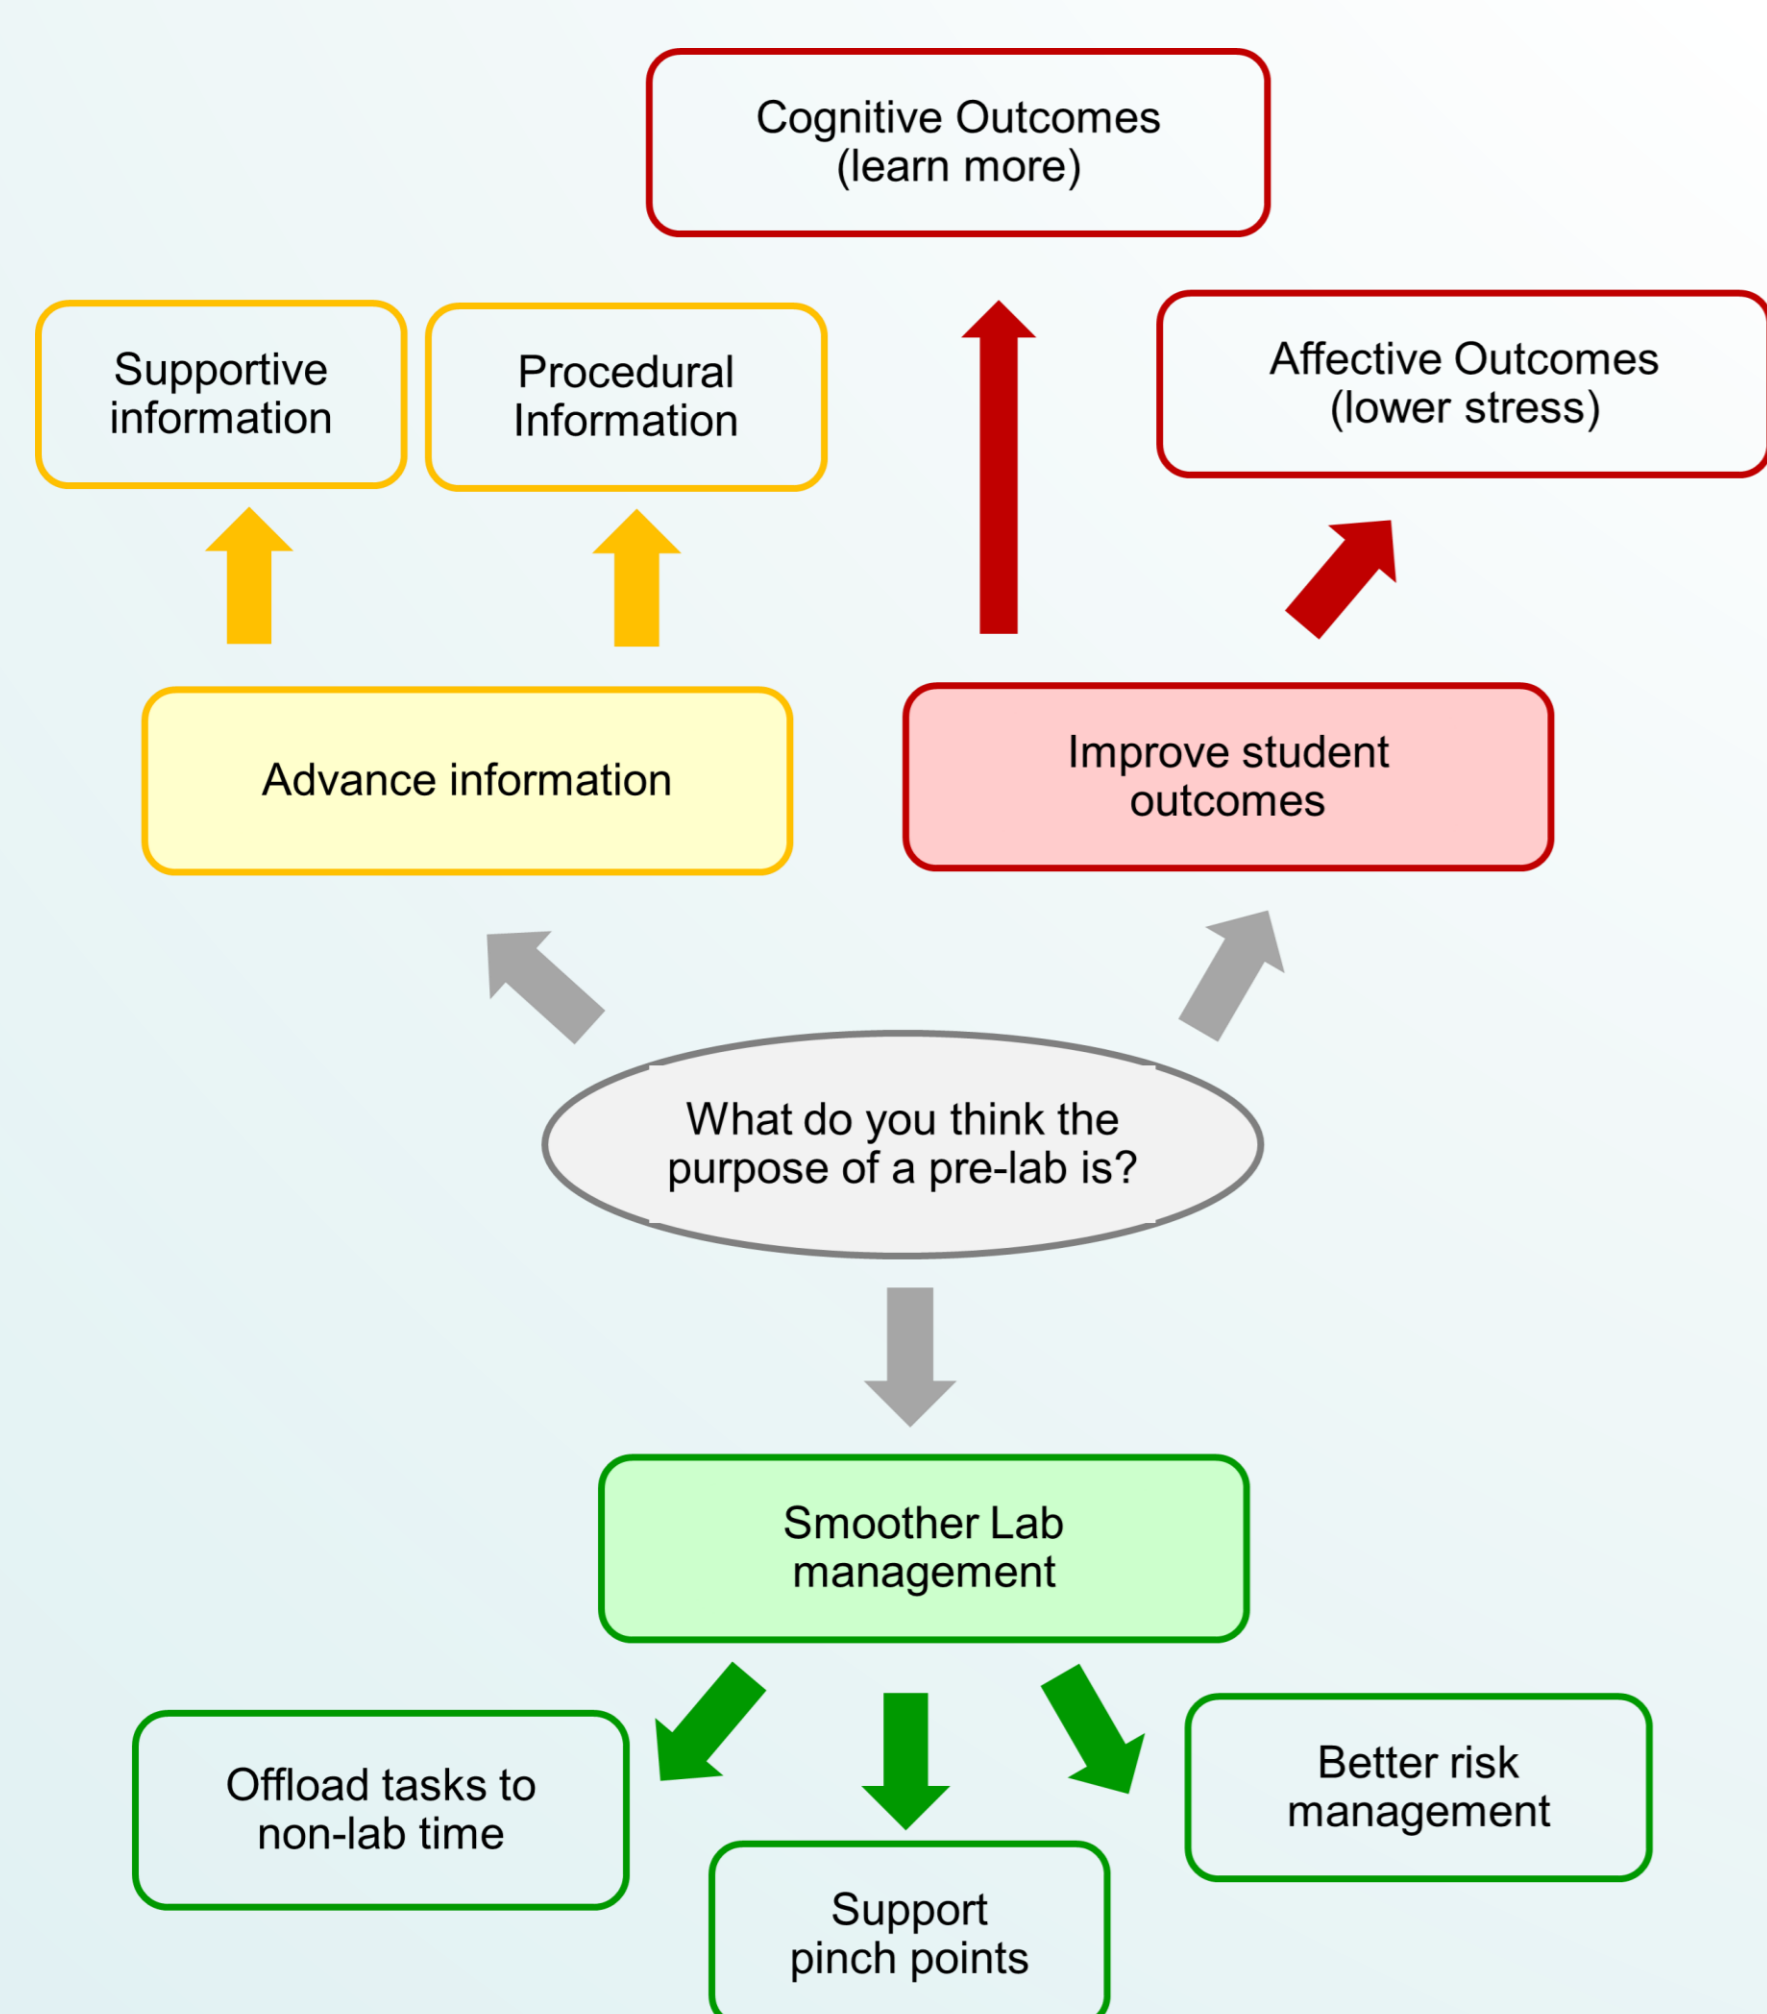 Cognitive Outcomes
(learn more)
Supportive
information
Procedural
Information
Affective Outcomes
(lower stress)
Advance information
Improve student
outcomes
What do you think the
purpose of a pre-lab is?
Smoother Lab
management
Offload tasks to
non-lab time
Support
pinch points
Better risk
management